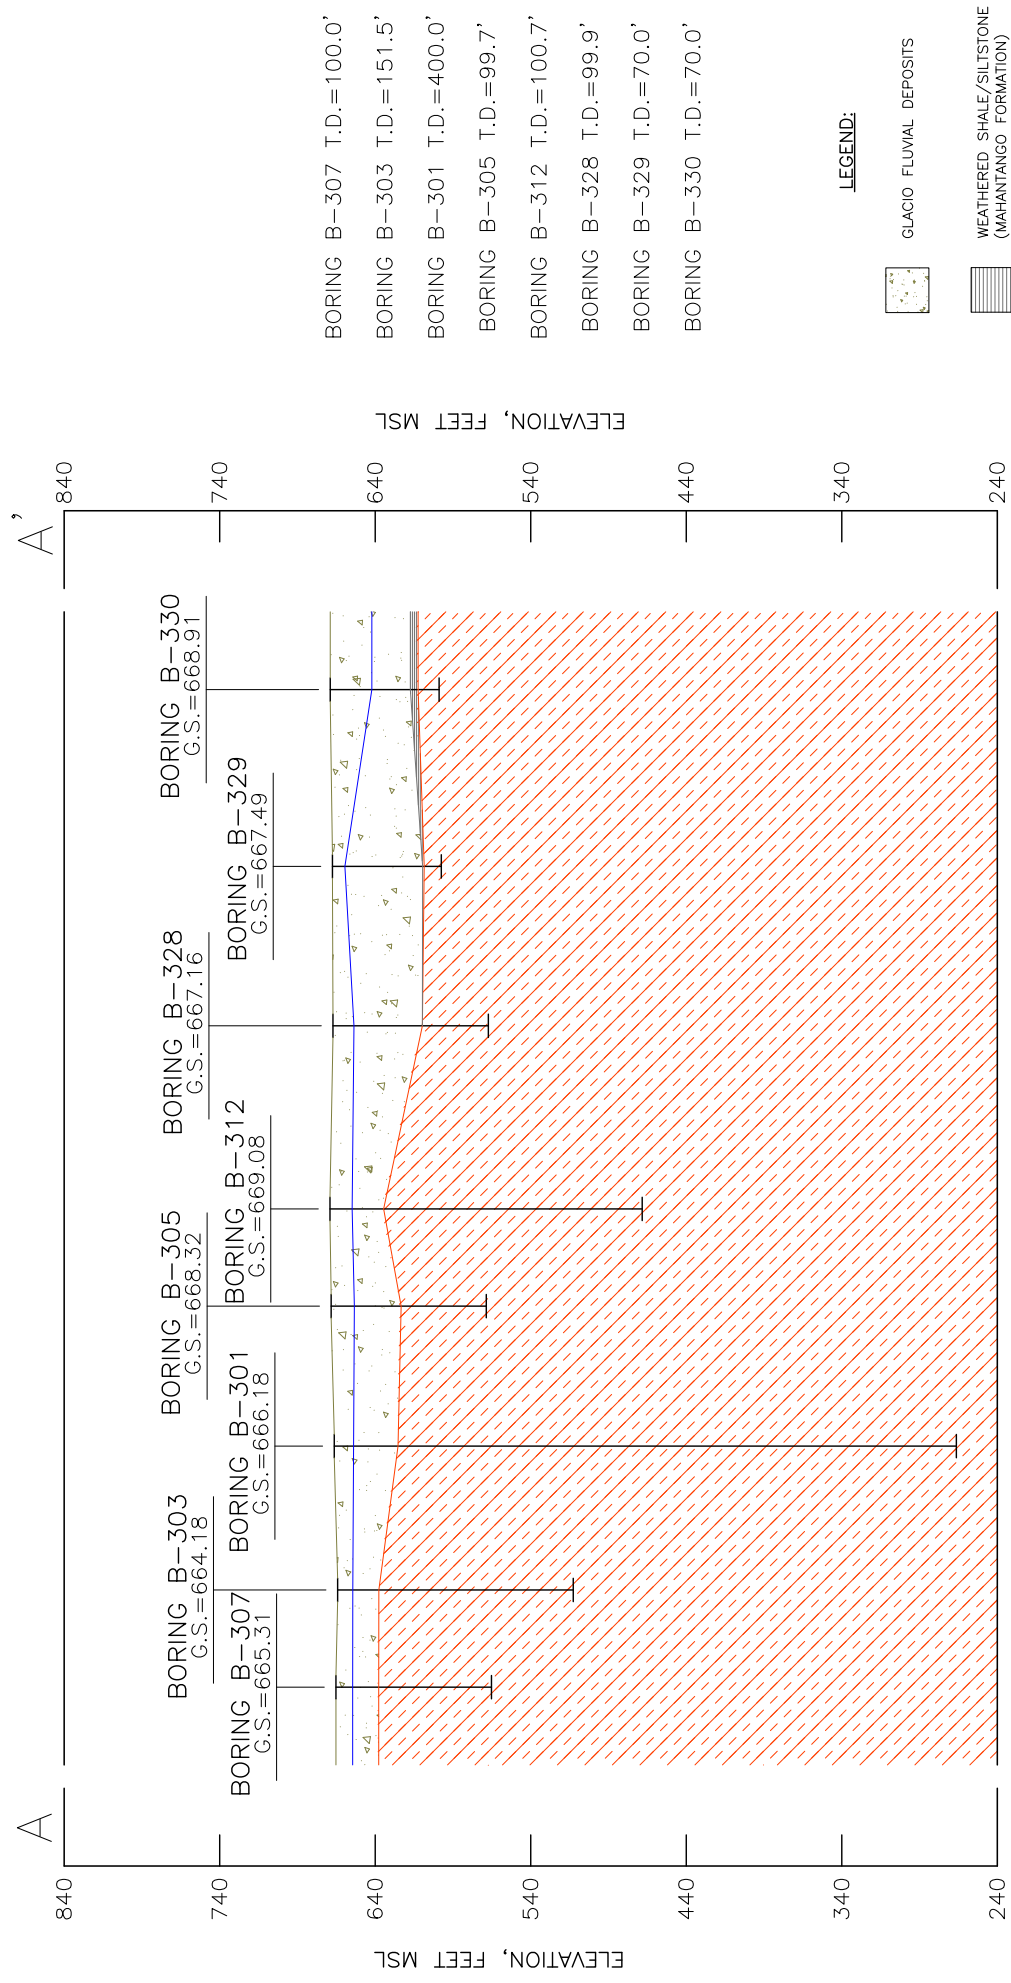 A
A'
BORING B-307
G.S.=665.31
BORING B-303
G.S.=664.18
BORING B-301
G.S.=666.18
BORING B-305
G.S.=668.32
BORING B-312
G.S.=669.08
BORING B-328
G.S.=667.16
BORING B-329
G.S.=667.49
BORING B-330
G.S.=668.91
840
740
640
540
440
340
240
ELEVATION, FEET MSL
840
740
640
540
440
340
240
ELEVATION, FEET MSL
BORING B-307 T.D.=100.0'
BORING B-303 T.D.=151.5'
BORING B-301 T.D.=400.0'
BORING B-305 T.D.=99.7'
BORING B-312 T.D.=100.7'
BORING B-328 T.D.=99.9'
BORING B-329 T.D.=70.0'
BORING B-330 T.D.=70.0'
LEGEND:
GLACIO FLUVIAL DEPOSITS
WEATHERED SHALE/SILTSTONE
(MAHANTANGO FORMATION)